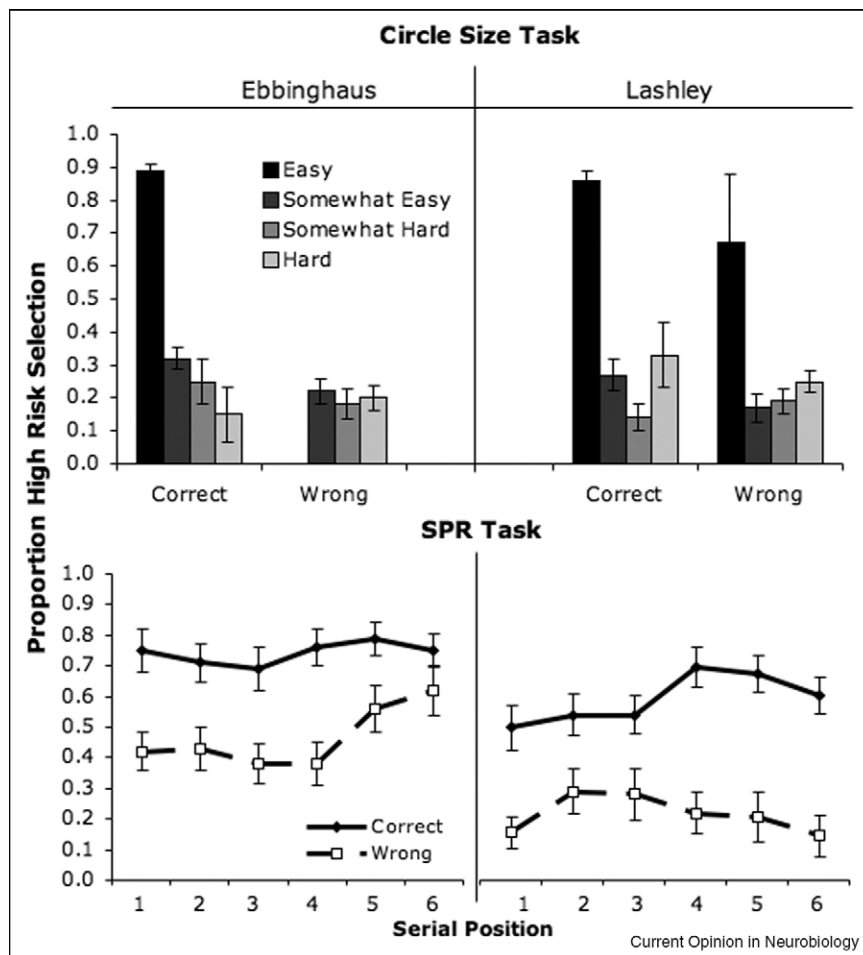 Circle Size Task
Ebbinghaus Lashley
Proportion High Risk Selection
1.0
0.9
0.8
0.7
0.6
0.5
0.4
0.3
0.2
0.1
0.0
Easy
Somewhat Easy
Somewhat Hard
Hard
Correct Wrong Correct Wrong
SPR Task
1.0
0.9
0.8
0.7
0.6
0.5
0.4
0.3
0.2
0.1
0.0
Correct
Wrong
1 2 3 4 5 6 1 2 3 4 5 6
Serial Position
Current Opinion in Neurobiology